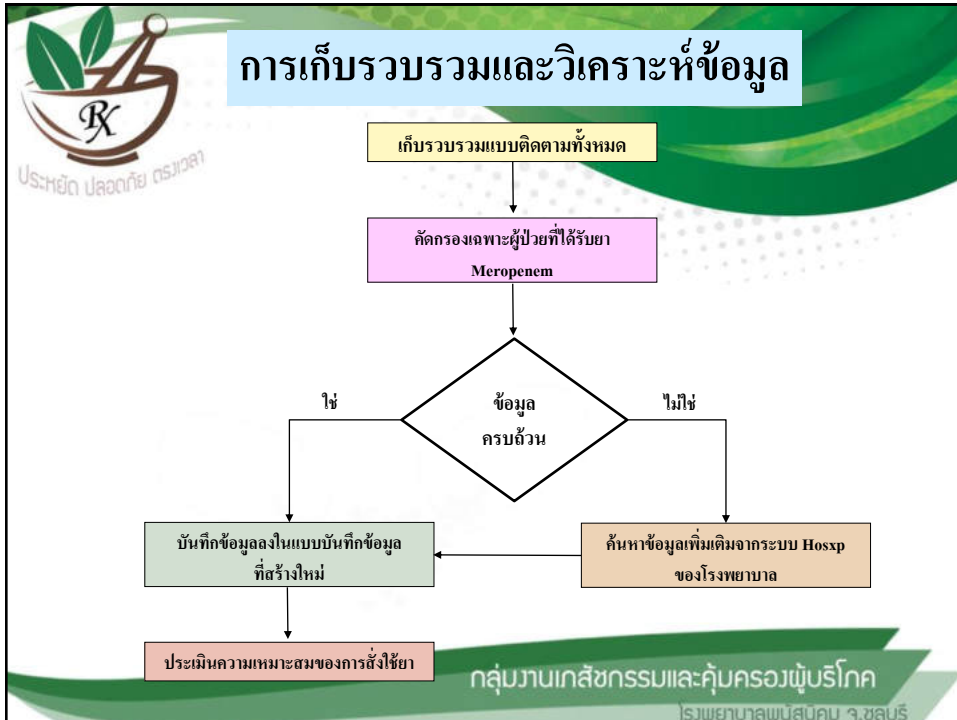 การเก็บรวบรวมและวิเคราะห์ข้อมูล
Rx
ประหยัด ปลอดภัย ตรงเวลา
เก็บรวบรวมแบบติดตามทั้งหมด
คัดกรองเฉพาะผู้ป่วยที่ได้รับยา
Meropenem
ใช่
ข้อมูล
ครบถ้วน
ไม่ใช่
บันทึกข้อมูลลงในแบบบันทึกข้อมูล
ที่สร้างใหม่
ค้นหาข้อมูลเพิ่มเติมจากระบบ Hosxp
ของโรงพยาบาล
ประเมินความเหมาะสมของการสั่งใช้ยา
กลุ่มงานเภสัชกรรมและคุ้มครองผู้บริโภค
โรงพยาบาลพนัสนิคม จ.ชลบุรี